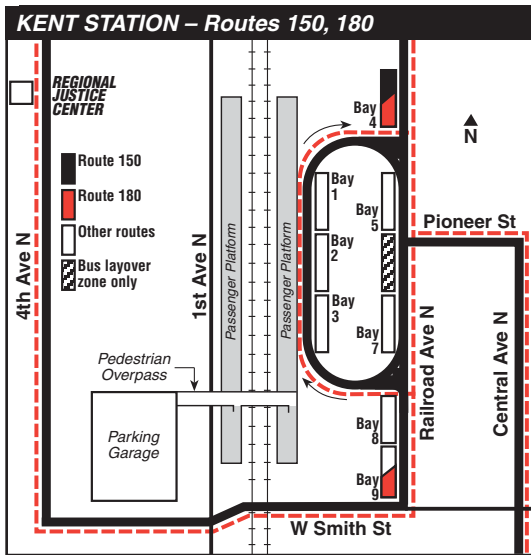 KENT STATION – Routes 150, 180
REGIONAL
JUSTICE
CENTER
Bay
4
N
Route 150
Route 180
Other routes
Bus layover
zone only
Bay
1
Bay
5
Pioneer St
Bay
2
4th Ave N
1st Ave N
Passenger Platform
Passenger Platform
Bay
3
Bay
7
Railroad Ave N
Central Ave N
Pedestrian
Overpass
Parking
Garage
Bay
8
Bay
9
W Smith St